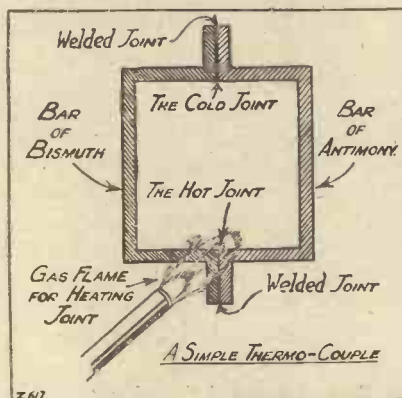 Welded Joint
The Cold Joint
Bar
of
Bismuth
Bar
of
Antimony.
The Hot Joint
Gas Flame
for Heating
Joint
Welded Joint
A Simple Thermo-Couple